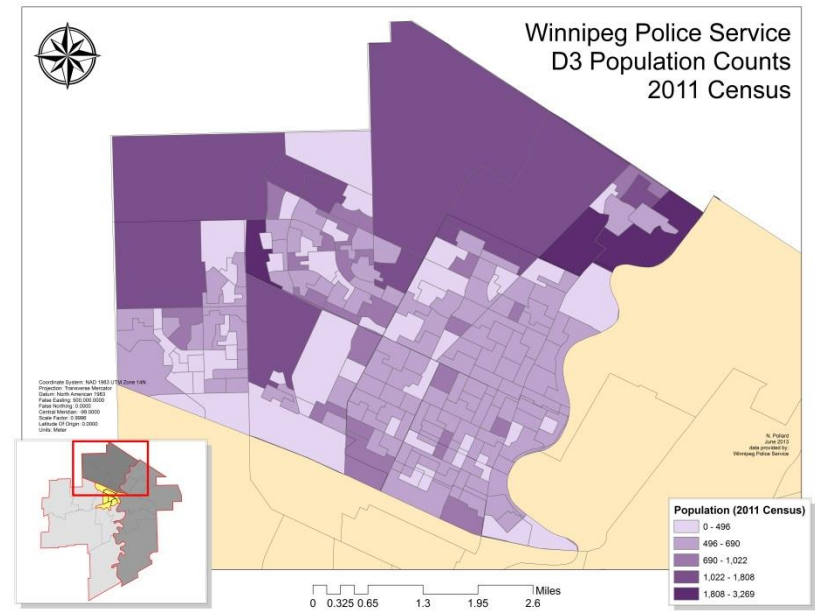 Winnipeg Police Service
D3 Population Counts
2011 Census
Coordinate System: NAD 1983 UTM Zone 14N
Projection: Transverse Mercator
Datum: North American 1983
False Easting: 500,000.0000
False Northing: 0.0000
Central Meridian: -99.0000
Scale Factor: 0.9996
Latitude Of Origin: 0.0000
Units: Meter
N. Pollard
June 2013
data provided by:
Winnipeg Police Service
Population (2011 Census)
0 - 496
496 - 690
690 - 1,022
1,022 - 1,808
1,808 - 3,269
Miles
0 0.325 0.65 1.3 1.95 2.6